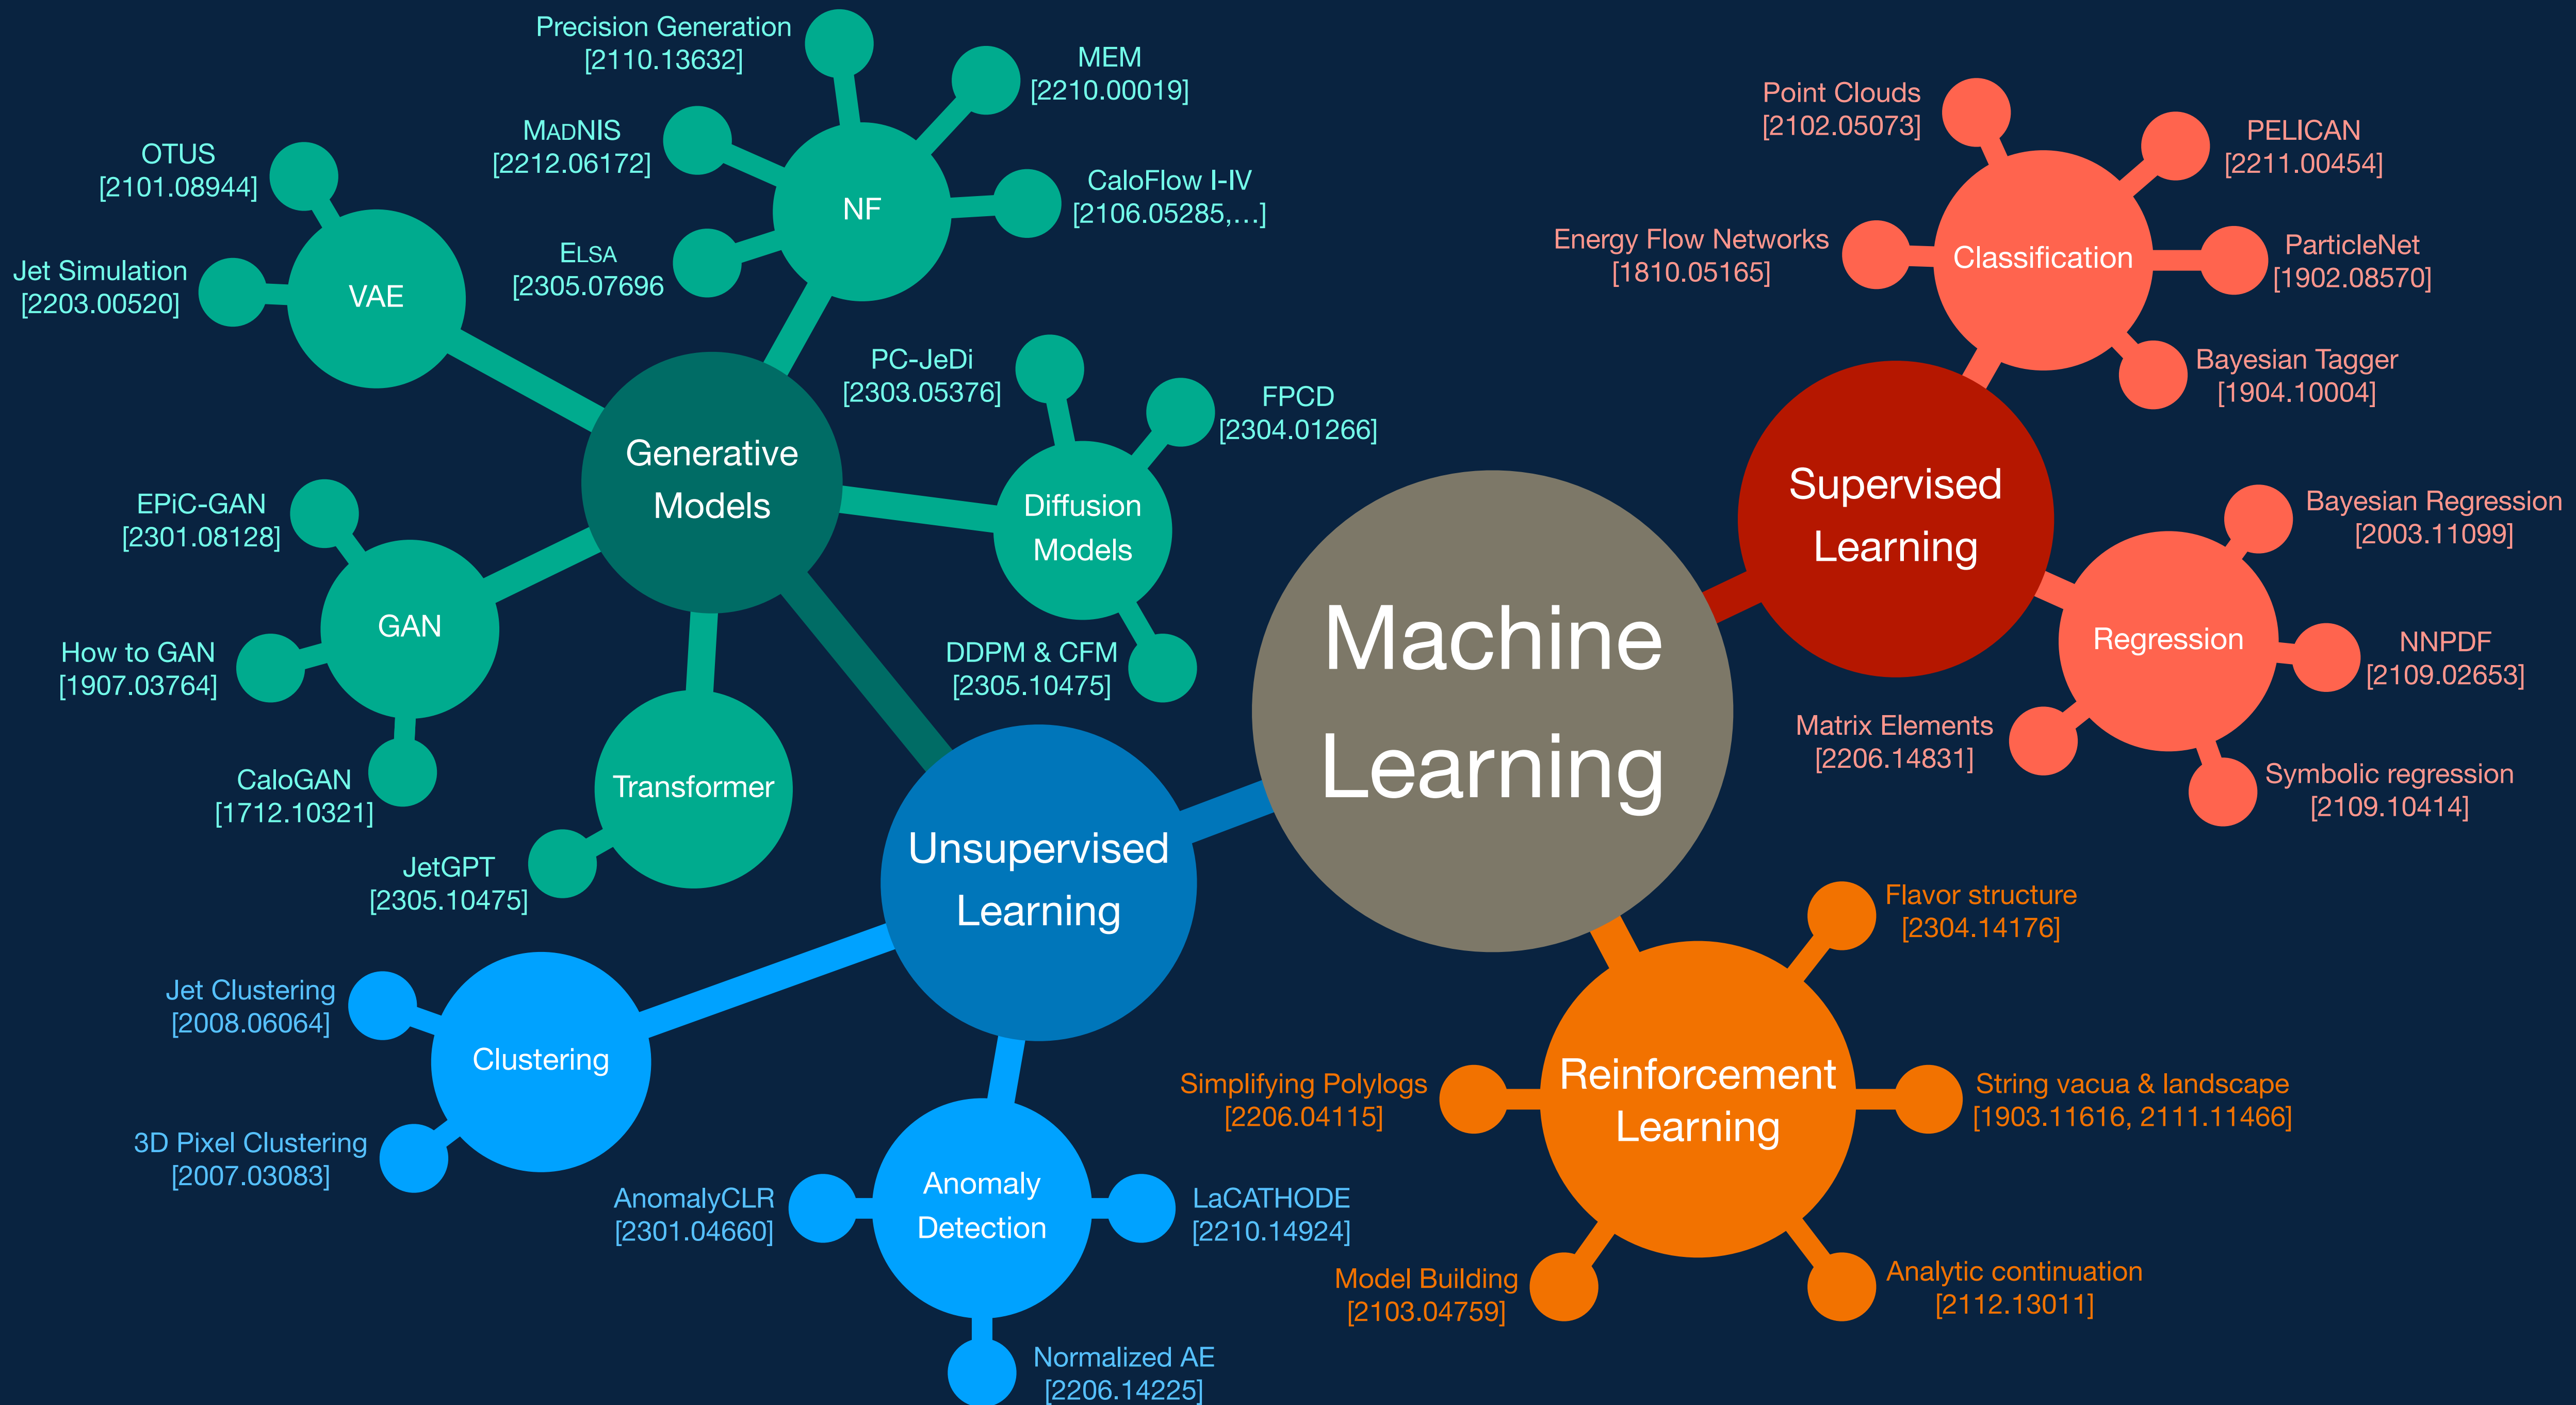 Precision Generation
[2110.13632]
MEM
[2210.00019]
MADNIS
[2212.06172]
CaloFlow I-IV
[2106.05285,...]
ELSA
[2305.07696
NF
OTUS
[2101.08944]
Jet Simulation
[2203.00520]
VAE
Generative
Models
PC-JeDi
[2303.05376]
FPCD
[2304.01266]
Diffusion
Models
DDPM & CFM
[2305.10475]
EPiC-GAN
[2301.08128]
GAN
How to GAN
[1907.03764]
CaloGAN
[1712.10321]
Transformer
JetGPT
[2305.10475]
Machine
Learning
Supervised
Learning
Point Clouds
[2102.05073]
PELICAN
[2211.00454]
Energy Flow Networks
[1810.05165]
Classification
ParticleNet
[1902.08570]
Bayesian Tagger
[1904.10004]
Bayesian Regression
[2003.11099]
Regression
NNPDF
[2109.02653]
Matrix Elements
[2206.14831]
Symbolic regression
[2109.10414]
Unsupervised
Learning
Jet Clustering
[2008.06064]
Clustering
3D Pixel Clustering
[2007.03083]
Anomaly
Detection
AnomalyCLR
[2301.04660]
LaCATHODE
[2210.14924]
Normalized AE
[2206.14225]
Flavor structure
[2304.14176]
Reinforcement
Learning
Simplifying Polylogs
[2206.04115]
String vacua & landscape
[1903.11616, 2111.11466]
Model Building
[2103.04759]
Analytic continuation
[2112.13011]